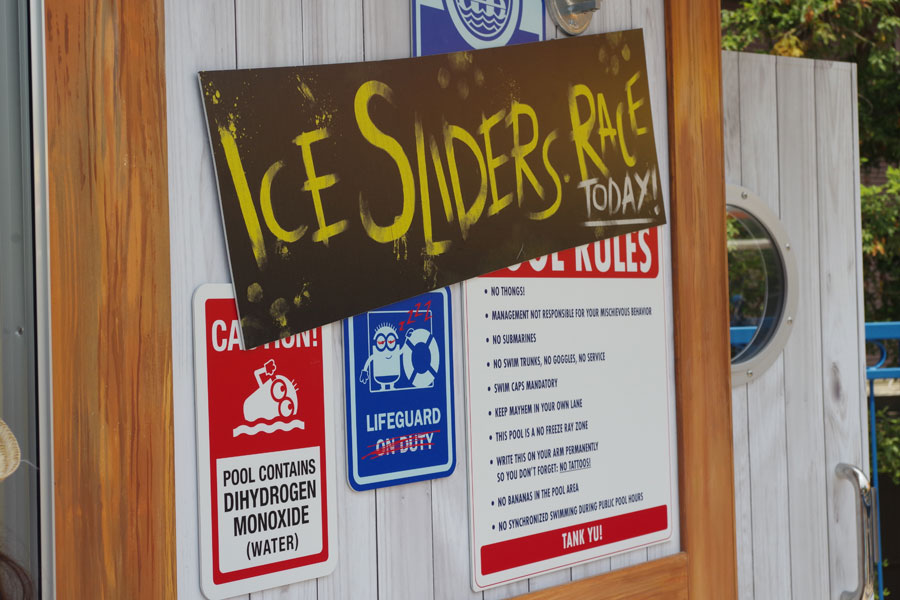 ICE SLIDERS RACE
TODAY!
CAUTION!
POOL CONTAINS
DIHYDROGEN
MONOXIDE
(WATER)
ZZZ
LIFEGUARD
ON DUTY
POOL RULES
• NO THONGS!
• MANAGEMENT NOT RESPONSIBLE FOR YOUR MISCHIEVOUS BEHAVIOR
• NO SUBMARINES
• NO SWIM TRUNKS, NO GOGGLES, NO SERVICE
• SWIM CAPS MANDATORY
• KEEP MAYHEM IN YOUR OWN LANE
• THIS POOL IS A NO FREEZE RAY ZONE
• WRITE THIS ON YOUR ARM PERMANENTLY
SO YOU DON'T FORGET: NO TATTOOS!
• NO BANANAS IN THE POOL AREA
• NO SYNCHRONIZED SWIMMING DURING PUBLIC POOL HOURS
TANK YU!